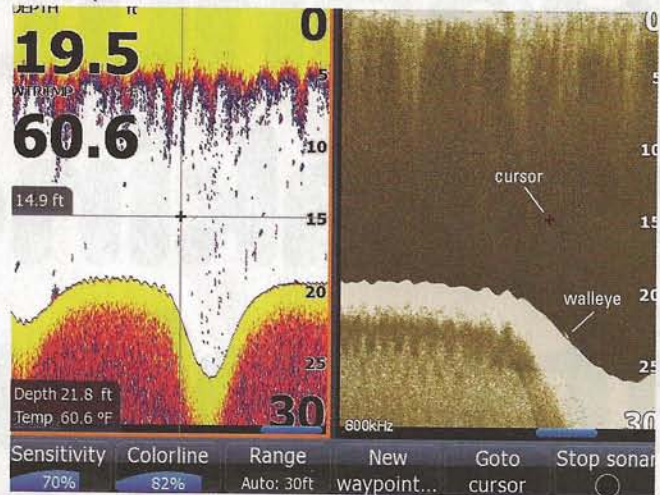 DEPTH ft
19.5
WTRTEMP
60.6
14.9 ft
0
5
10
15
20
25
30
Depth 21.8 ft
Temp 60.6 °F
0
5
10
15
20
25
30
cursor
walleye
800kHz
Sensitivity
70%
Colorline
82%
Range
Auto: 30ft
New
waypoint...
Goto
cursor
Stop sonar